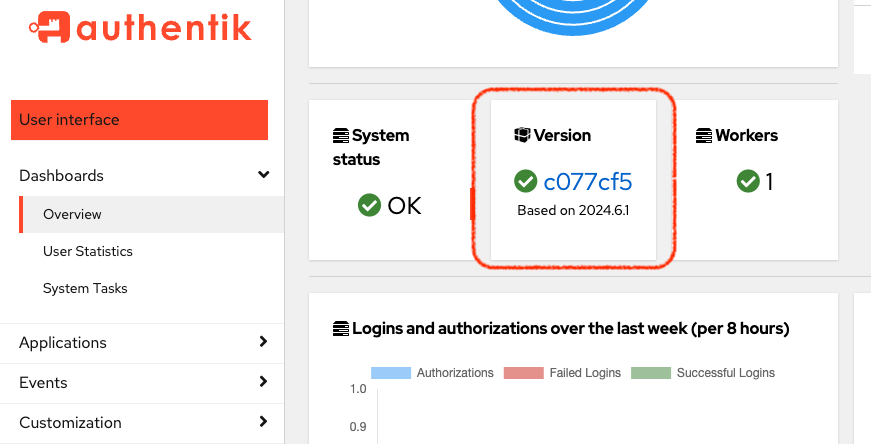 authentik
User interface
Dashboards
Overview
User Statistics
System Tasks
Applications
Events
Customization
System
status
OK
Version
c077cf5
Based on 2024.6.1
Workers
1
Logins and authorizations over the last week (per 8 hours)
Authorizations Failed Logins Successful Logins
1.0
0.9